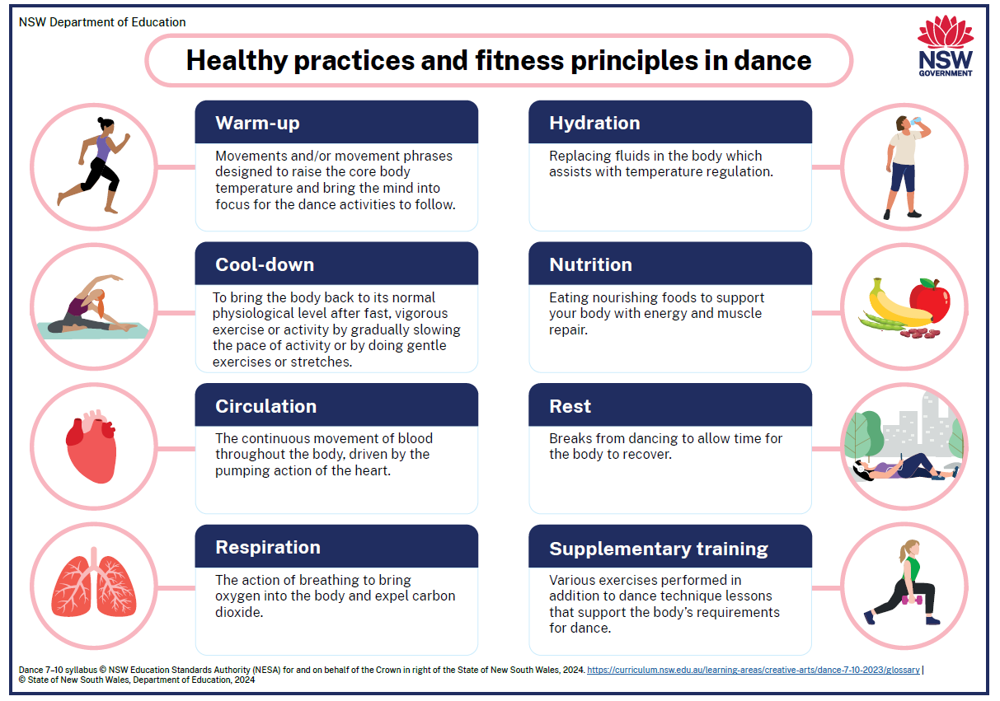 NSW Department of Education
Healthy practices and fitness principles in dance
NSW
GOVERNMENT
Warm-up
Movements and/or movement phrases
designed to raise the core body
temperature and bring the mind into
focus for the dance activities to follow.
Hydration
Replacing fluids in the body which
assists with temperature regulation.
Cool-down
To bring the body back to its normal
physiological level after fast, vigorous
exercise or activity by gradually slowing
the pace of activity or by doing gentle
exercises or stretches.
Nutrition
Eating nourishing foods to support
your body with energy and muscle
repair.
Circulation
The continuous movement of blood
throughout the body, driven by the
pumping action of the heart.
Rest
Breaks from dancing to allow time for
the body to recover.
Respiration
The action of breathing to bring
oxygen into the body and expel carbon
dioxide.
Supplementary training
Various exercises performed in
addition to dance technique lessons
that support the body's requirements
for dance.
Dance 7–10 syllabus © NSW Education Standards Authority (NESA) for and on behalf of the Crown in right of the State of New South Wales, 2024. https://curriculum.nsw.edu.au/learning-areas/creative-arts/dance-7-10-2023/glossary |
© State of New South Wales, Department of Education, 2024